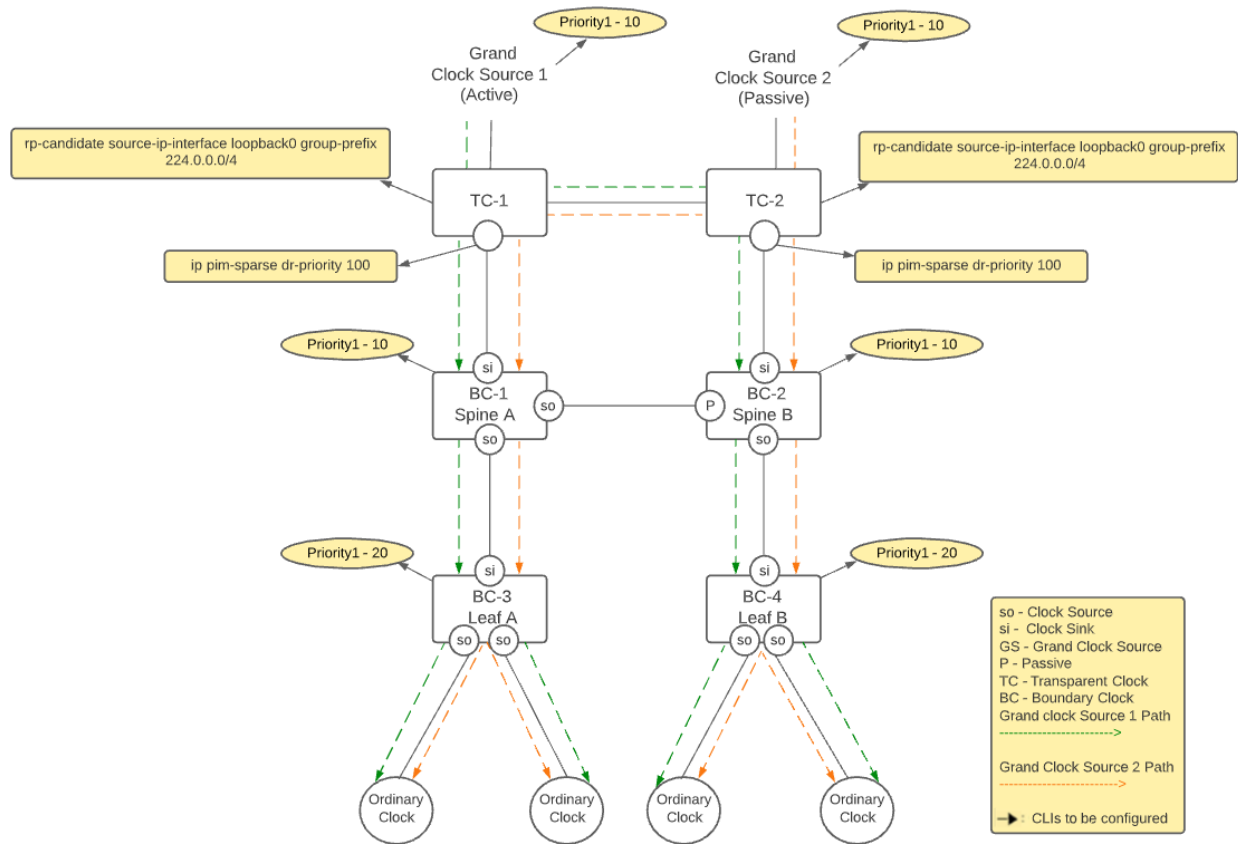 Priority1 - 10
Priority1 - 10
Grand
Clock Source 1
(Active)
Grand
Clock Source 2
(Passive)
rp-candidate source-ip-interface loopback0 group-prefix
224.0.0.0/4
rp-candidate source-ip-interface loopback0 group-prefix
224.0.0.0/4
TC-1
TC-2
ip pim-sparse dr-priority 100
ip pim-sparse dr-priority 100
Priority1 - 10
Priority1 - 10
si
si
BC-1
Spine A
so
P
BC-2
Spine B
so
so
Priority1 - 20
Priority1 - 20
si
si
BC-3
Leaf A
BC-4
Leaf B
so
so
so
so
Ordinary
Clock
Ordinary
Clock
Ordinary
Clock
Ordinary
Clock
so - Clock Source
si - Clock Sink
GS - Grand Clock Source
P - Passive
TC - Transparent Clock
BC - Boundary Clock
Grand clock Source 1 Path
------------------------>
Grand Clock Source 2 Path
------------------------>
: CLIs to be configured